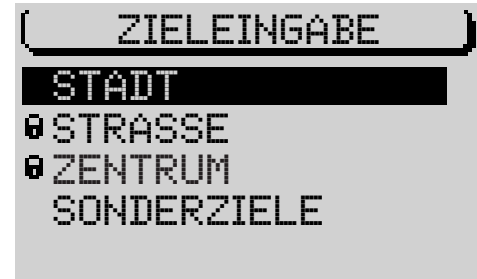 ZIELEINGABE
STADT
STRASSE
ZENTRUM
SONDERZIELE